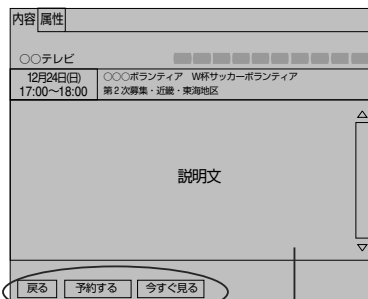 内容 属性
○○テレビ
12月24日(日) ○○○ボランティア W杯サッカーボランティア
17:00〜18:00 第2次募集・近畿・東海地区
説明文
戻る 予約する 今すぐ見る